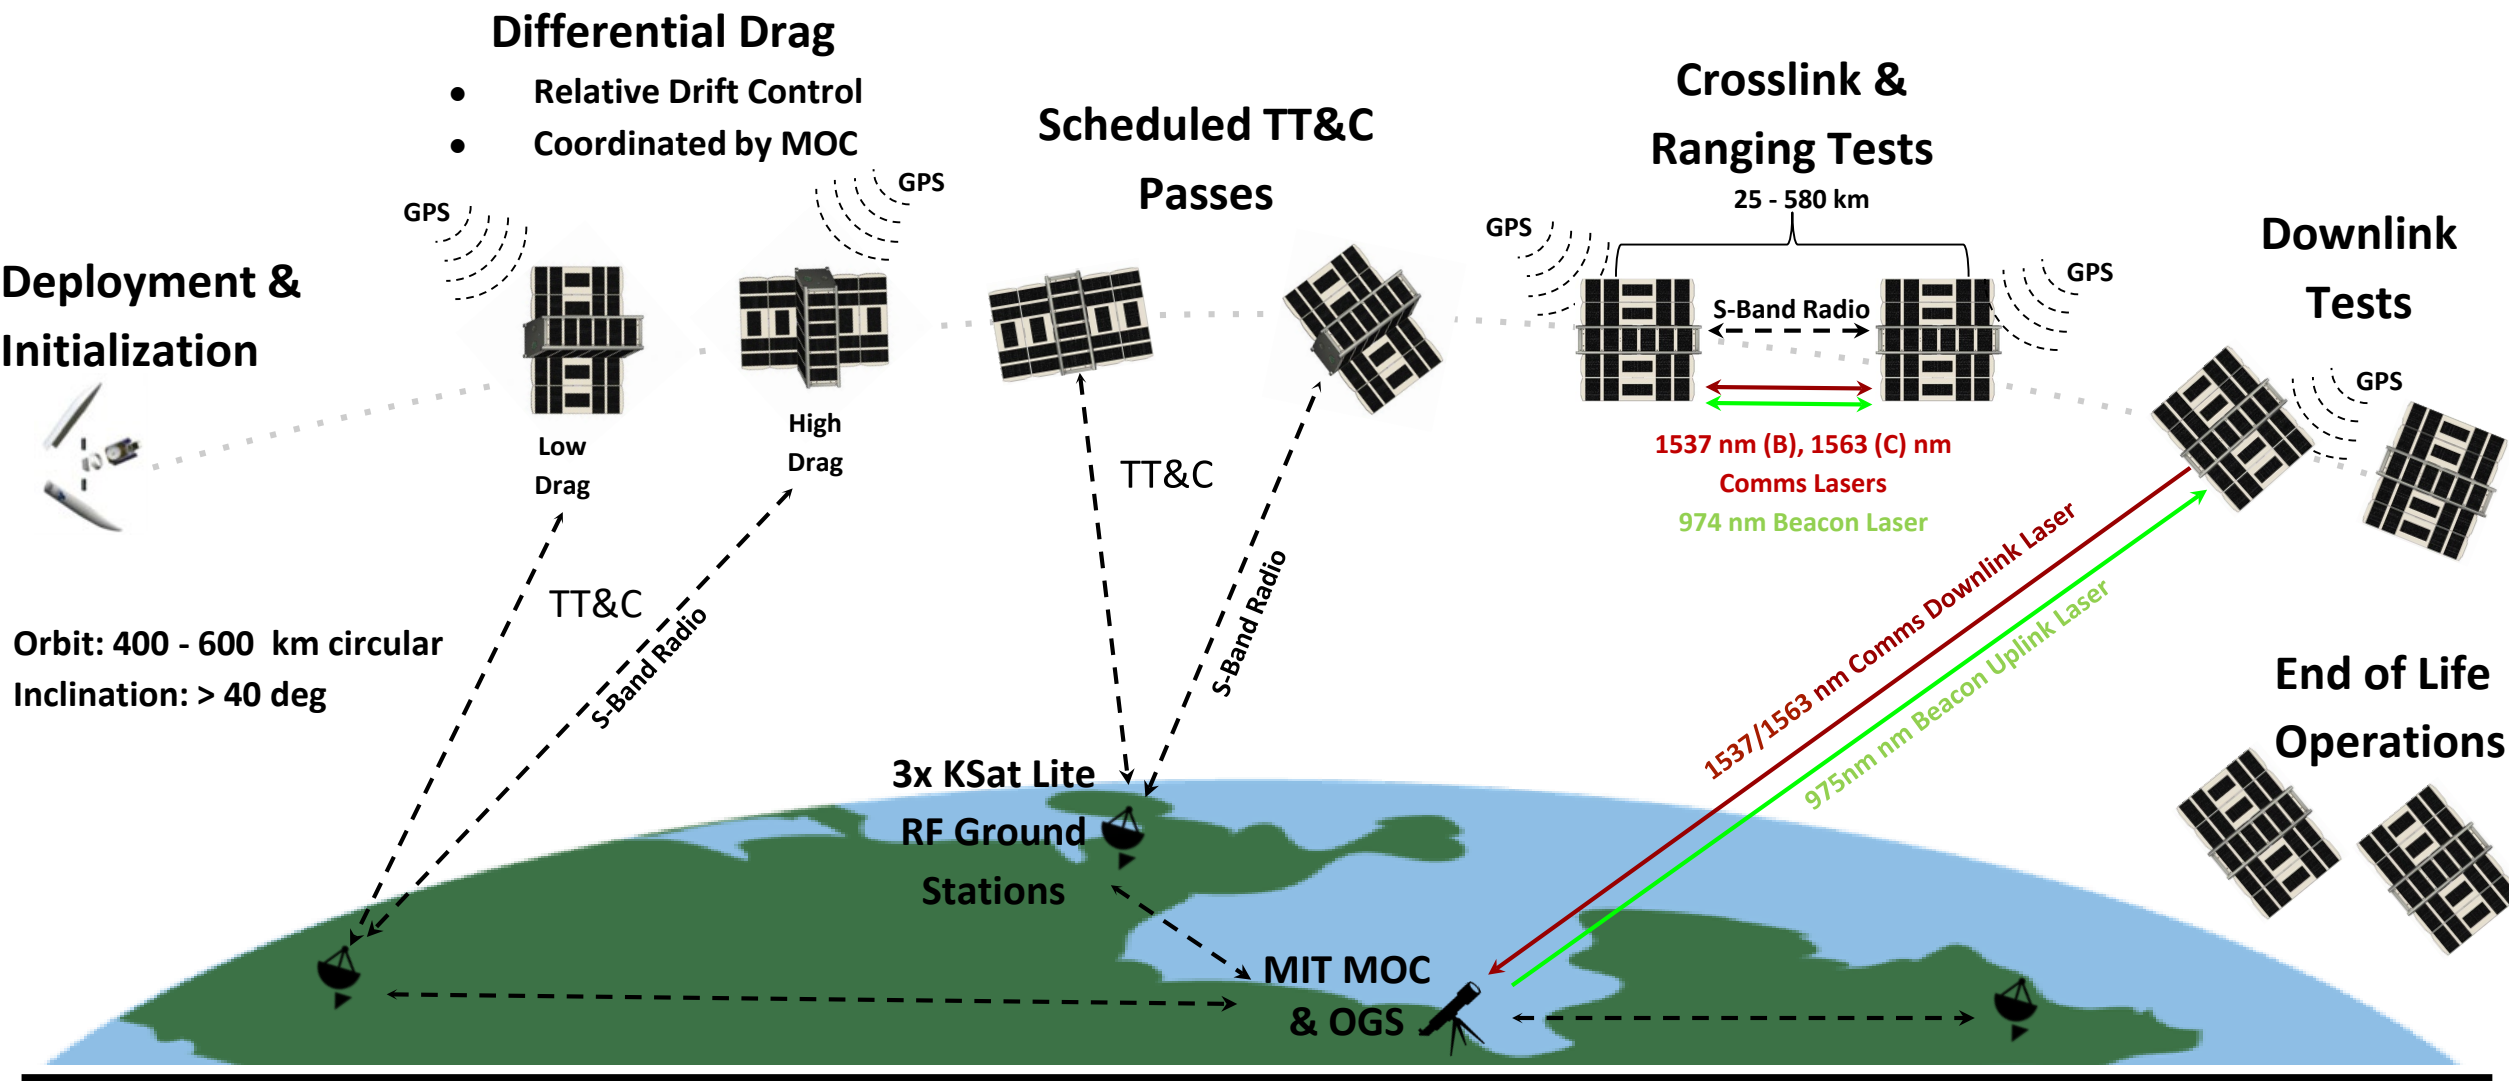 Differential Drag
• Relative Drift Control
• Coordinated by MOC
GPS
GPS
Deployment &
Initialization
Low
Drag
High
Drag
TT&C
S-Band Radio
Orbit: 400 - 600 km circular
Inclination: > 40 deg
Scheduled TT&C
Passes
TT&C
S-Band Radio
Crosslink &
Ranging Tests
25 - 580 km
GPS
GPS
S-Band Radio
1537 nm (B), 1563 (C) nm
Comms Lasers
974 nm Beacon Laser
Downlink
Tests
GPS
1537/1563 nm Comms Downlink Laser
975nm nm Beacon Uplink Laser
End of Life
Operations
3x KSat Lite
RF Ground
Stations
MIT MOC
& OGS